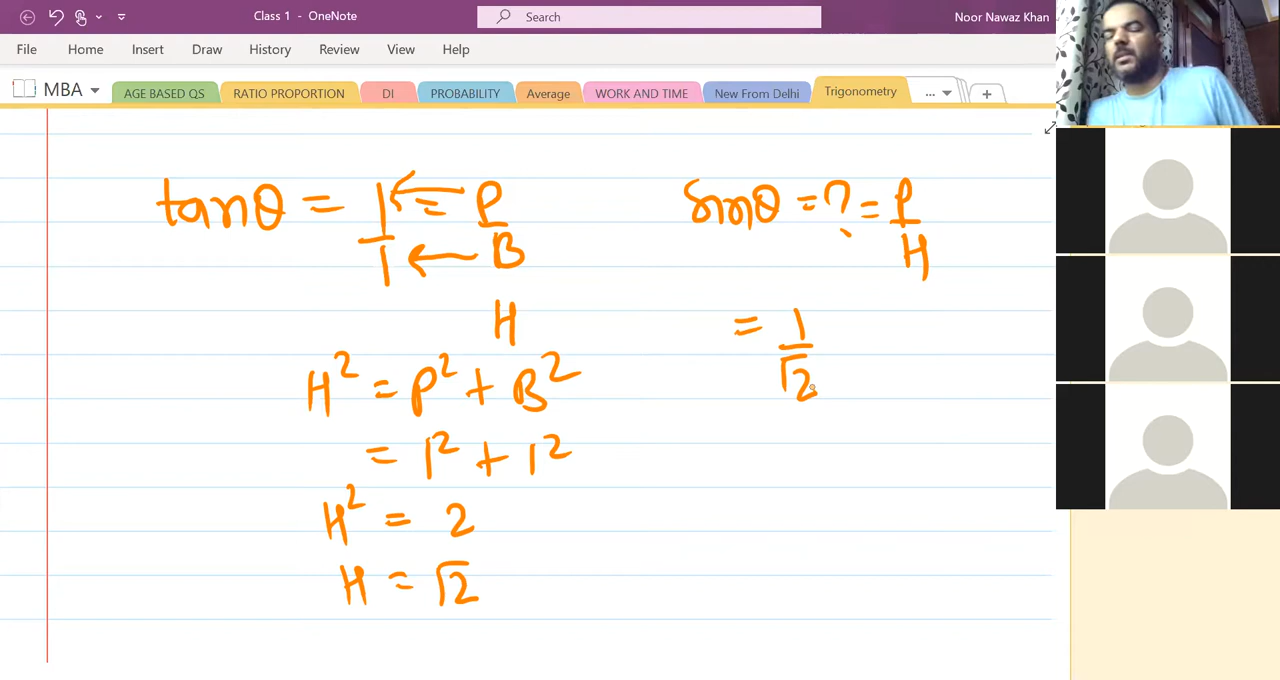 Class 1 - OneNote
Search
Noor Nawaz Khan
File Home Insert Draw History Review View Help
MBA
AGE BASED QS RATIO PROPORTION DI PROBABILITY Average WORK AND TIME New From Delhi Trigonometry ... +
tanθ = 1/1 = P/B
sinθ = ? = P/H
H
= 1/√2
H² = P² + B²
= 1² + 1²
H² = 2
H = √2